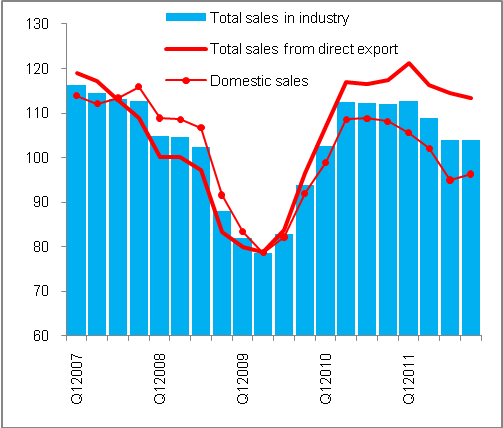 Total sales in industry
Total sales from direct export
Domestic sales
130
120
110
100
90
80
70
60
Q12007
Q12008
Q12009
Q12010
Q12011